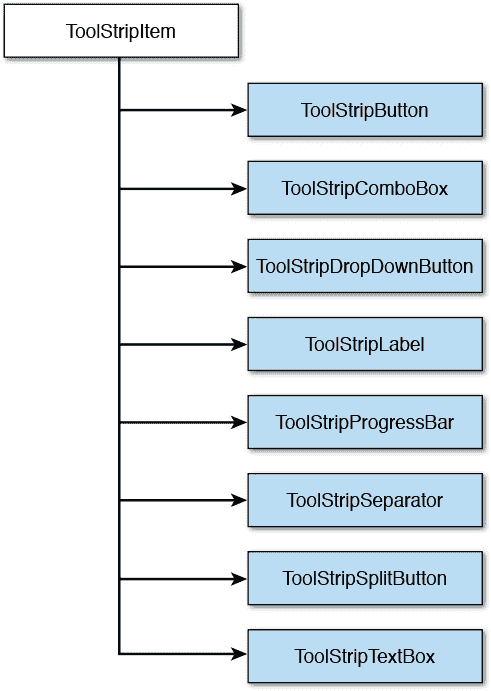 ToolStripItem
ToolStripButton
ToolStripComboBox
ToolStripDropDownButton
ToolStripLabel
ToolStripProgressBar
ToolStripSeparator
ToolStripSplitButton
ToolStripTextBox